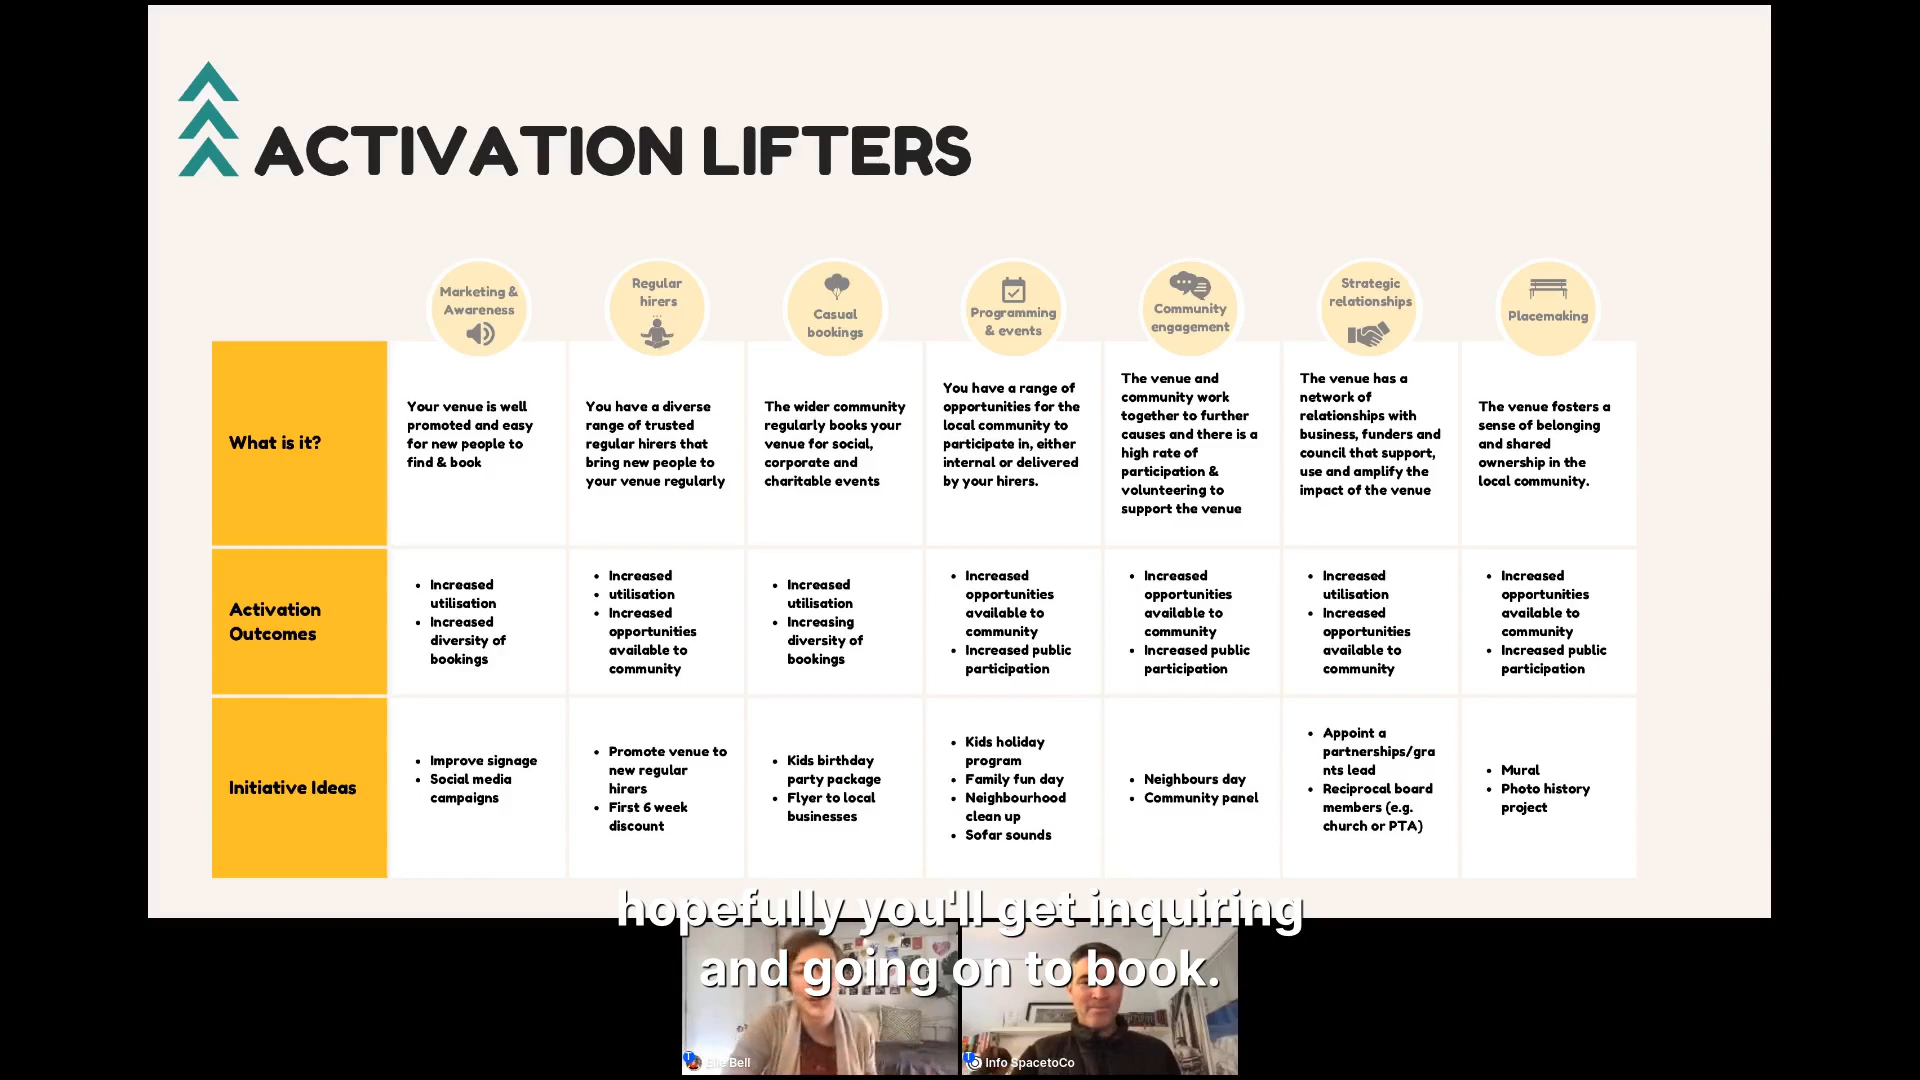 ACTIVATION LIFTERS
Marketing &
Awareness
Regular
hirers
Casual
bookings
Programming
& events
Community
engagement
Strategic
relationships
Placemaking
What is it?
Your venue is well
promoted and easy
for new people to
find & book
You have a diverse
range of trusted
regular hirers that
bring new people to
your venue regularly
The wider community
regularly books your
venue for social,
corporate and
charitable events
You have a range of
opportunities for the
local community to
participate in, either
internal or delivered
by your hirers.
The venue and
community work
together to further
causes and there is a
high rate of
participation &
volunteering to
support the venue
The venue has a
network of
relationships with
business, funders and
council that support,
use and amplify the
impact of the venue
The venue fosters a
sense of belonging
and shared
ownership in the
local community.
Activation
Outcomes
• Increased
utilisation
• Increased
diversity of
bookings
• Increased
• utilisation
• Increased
opportunities
available to
community
• Increased
utilisation
• Increasing
diversity of
bookings
• Increased
opportunities
available to
community
• Increased public
participation
• Increased
opportunities
available to
community
• Increased public
participation
• Increased
utilisation
• Increased
opportunities
available to
community
• Increased
opportunities
available to
community
• Increased public
participation
Initiative Ideas
• Improve signage
• Social media
campaigns
• Promote venue to
new regular
hirers
• First 6 week
discount
• Kids birthday
party package
• Flyer to local
businesses
• Kids holiday
program
• Family fun day
• Neighbourhood
clean up
• Sofar sounds
• Neighbours day
• Community panel
• Appoint a
partnerships/gra
nts lead
• Reciprocal board
members (e.g.
church or PTA)
• Mural
• Photo history
project
hopefully you'll get inquiring
and going on to book.
Bell
Info SpacetoCo